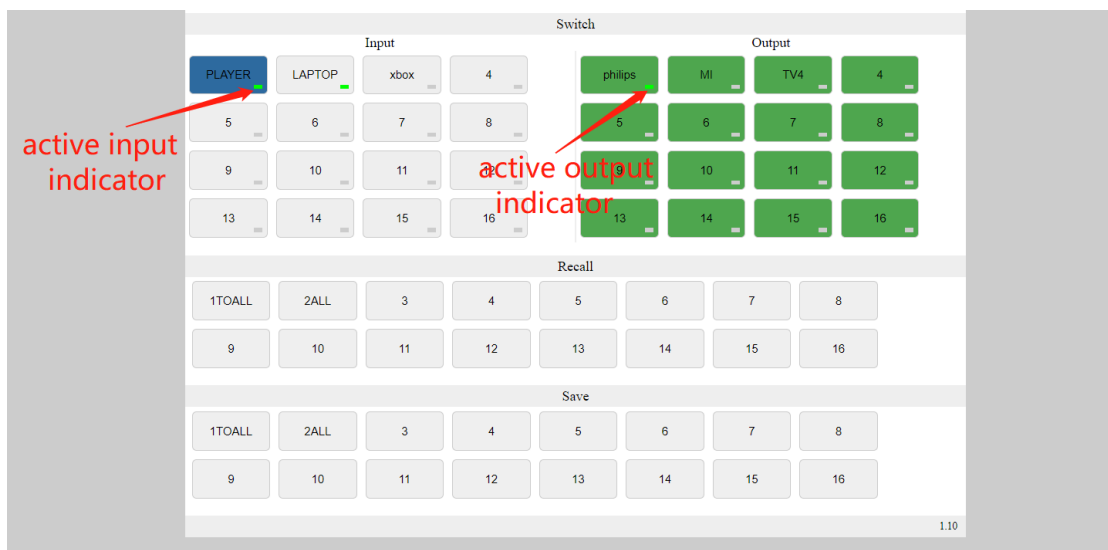 Switch
Input
Output
PLAYER LAPTOP xbox 4
philips MI TV4 4
5 6 7 8
5 6 7 8
active input
indicator
9 10 11 12
9 10 11 12
active output
indicator
13 14 15 16
13 14 15 16
Recall
1TOALL 2ALL 3 4 5 6 7 8
9 10 11 12 13 14 15 16
Save
1TOALL 2ALL 3 4 5 6 7 8
9 10 11 12 13 14 15 16
1.10